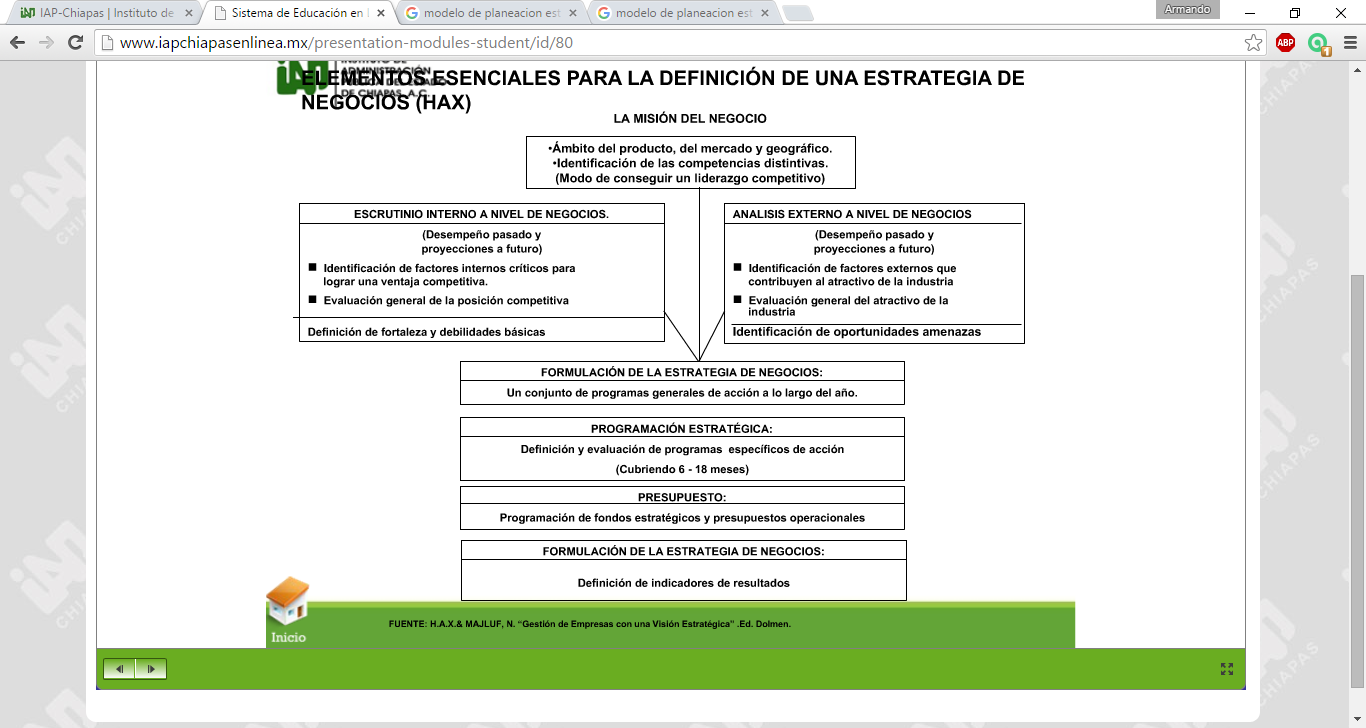 IAP-Chiapas | Instituto de
Sistema de Educación en
modelo de planeacion est
modelo de planeacion est
Armando
www.iapchiapasenlinea.mx/presentation-modules-student/id/80
ABP
1
INSTITUTO DE
ADMINISTRACIÓN
PÚBLICA DEL ESTADO
DE CHIAPAS, A.C.
ELEMENTOS ESENCIALES PARA LA DEFINICIÓN DE UNA ESTRATEGIA DE
NEGOCIOS (HAX)
LA MISIÓN DEL NEGOCIO
•Ámbito del producto, del mercado y geográfico.
•Identificación de las competencias distintivas.
(Modo de conseguir un liderazgo competitivo)
ESCRUTINIO INTERNO A NIVEL DE NEGOCIOS.
(Desempeño pasado y
proyecciones a futuro)
Identificación de factores internos críticos para
lograr una ventaja competitiva.
Evaluación general de la posición competitiva
Definición de fortaleza y debilidades básicas
ANALISIS EXTERNO A NIVEL DE NEGOCIOS
(Desempeño pasado y
proyecciones a futuro)
Identificación de factores externos que
contribuyen al atractivo de la industria
Evaluación general del atractivo de la
industria
Identificación de oportunidades amenazas
FORMULACIÓN DE LA ESTRATEGIA DE NEGOCIOS:
Un conjunto de programas generales de acción a lo largo del año.
PROGRAMACIÓN ESTRATÉGICA:
Definición y evaluación de programas específicos de acción
(Cubriendo 6 - 18 meses)
PRESUPUESTO:
Programación de fondos estratégicos y presupuestos operacionales
FORMULACIÓN DE LA ESTRATEGIA DE NEGOCIOS:
Definición de indicadores de resultados
Inicio
FUENTE: H.A.X.& MAJLUF, N. “Gestión de Empresas con una Visión Estratégica” .Ed. Dolmen.